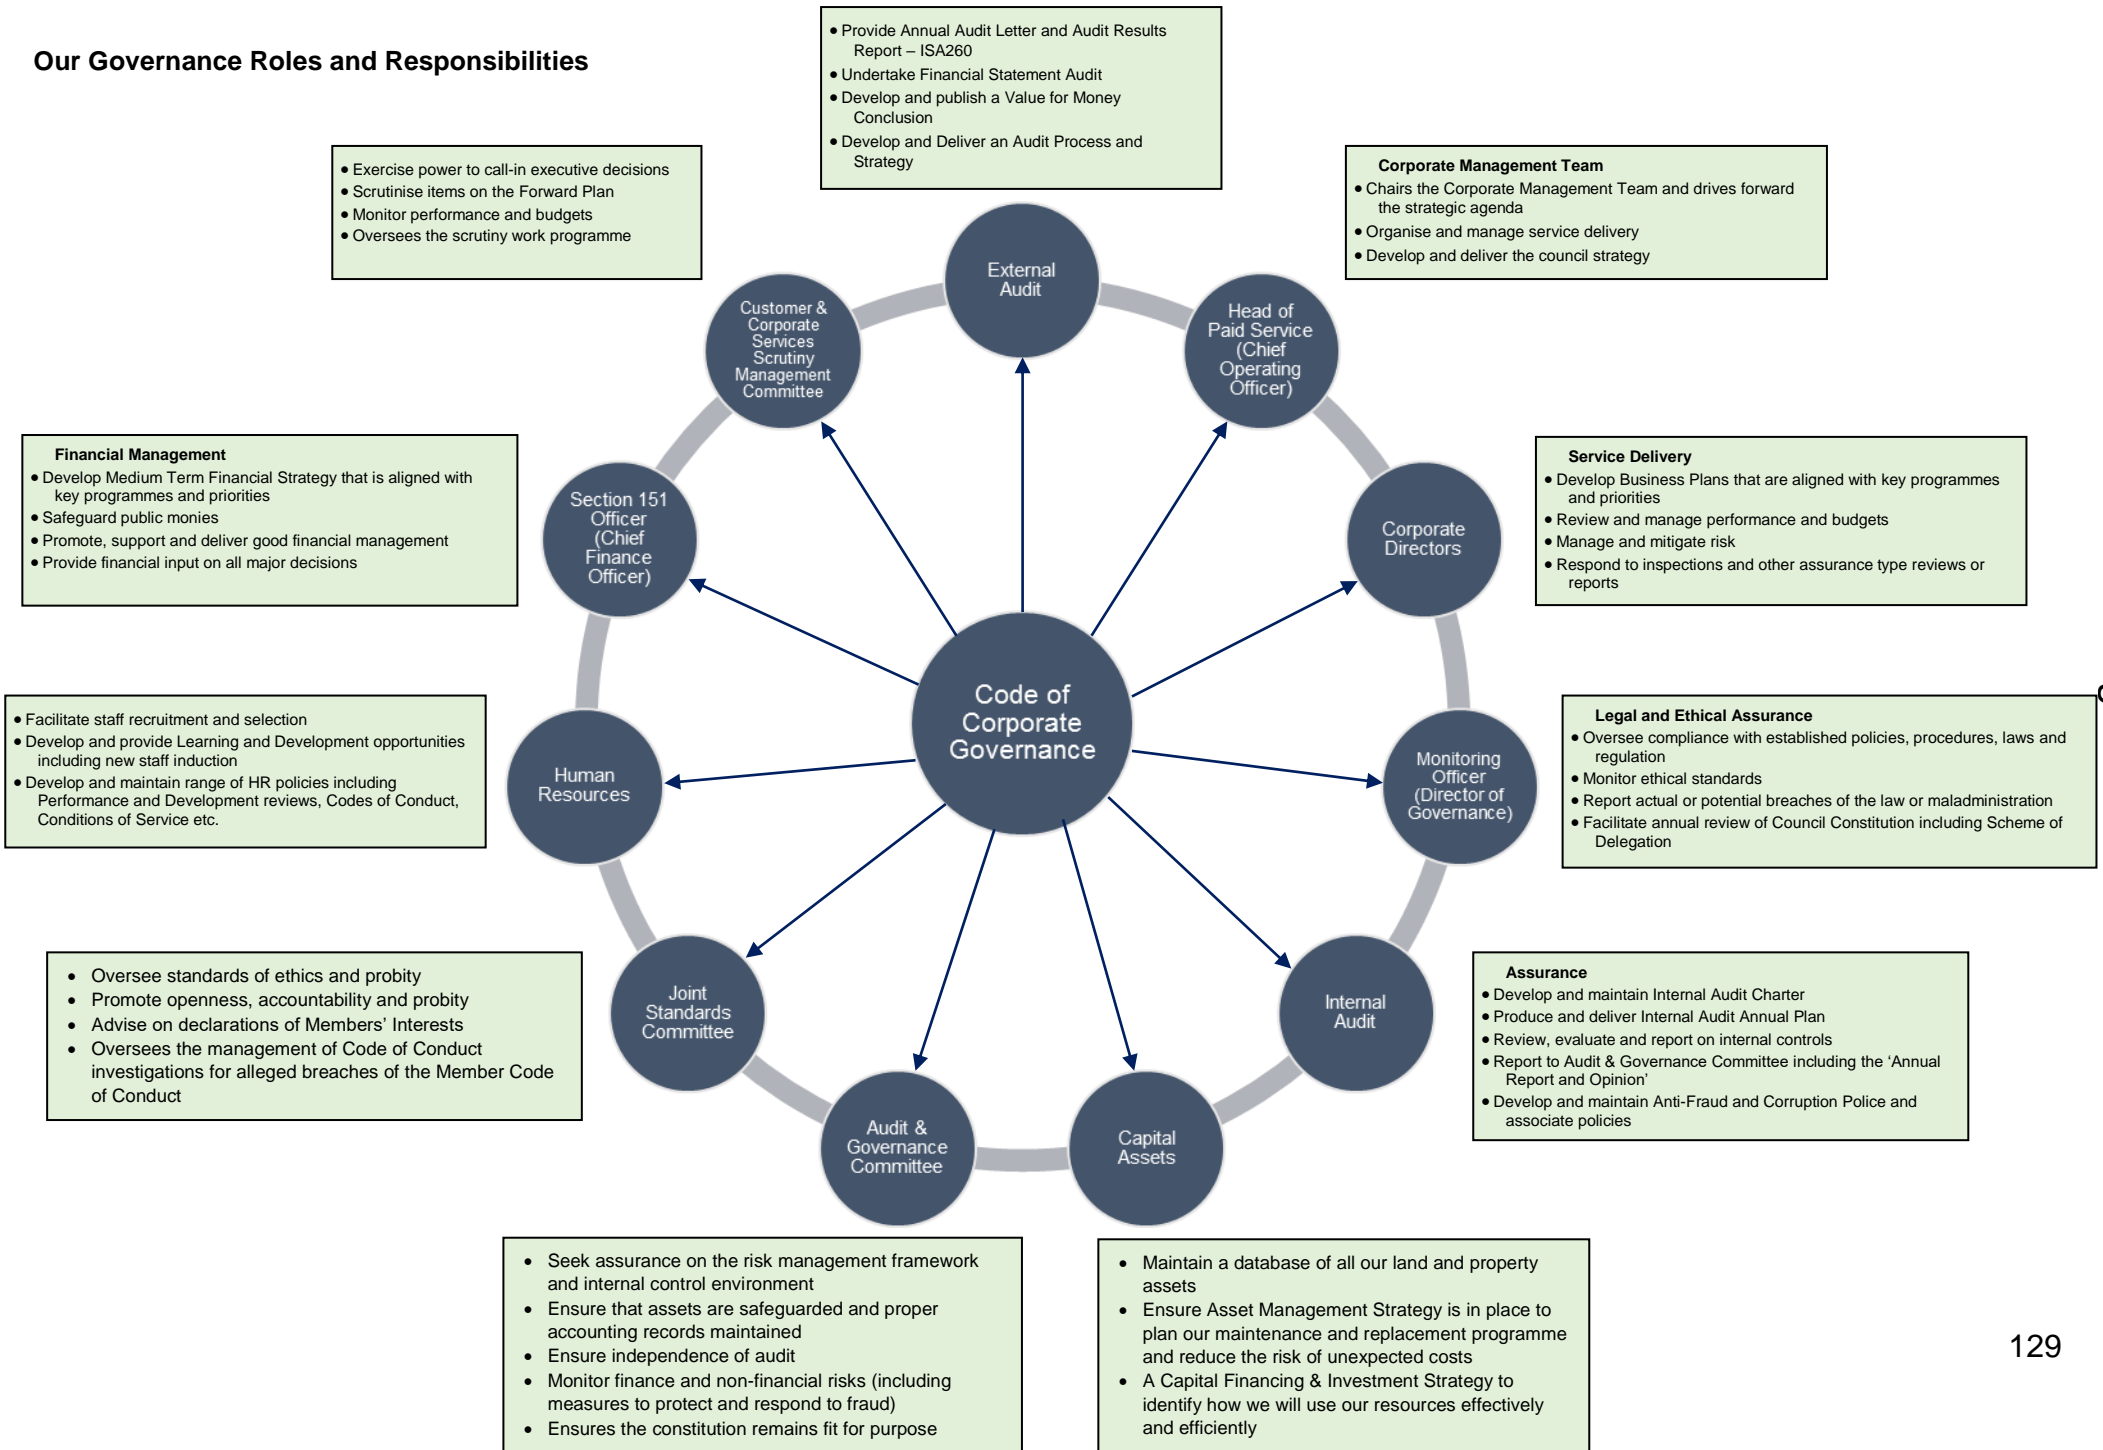 Our Governance Roles and Responsibilities
• Provide Annual Audit Letter and Audit Results
Report – ISA260
• Undertake Financial Statement Audit
• Develop and publish a Value for Money
Conclusion
• Develop and Deliver an Audit Process and
Strategy
• Exercise power to call-in executive decisions
• Scrutinise items on the Forward Plan
• Monitor performance and budgets
• Oversees the scrutiny work programme
Corporate Management Team
• Chairs the Corporate Management Team and drives forward
the strategic agenda
• Organise and manage service delivery
• Develop and deliver the council strategy
External
Audit
Customer &
Corporate
Services
Scrutiny
Management
Committee
Head of
Paid Service
(Chief
Operating
Officer)
Financial Management
• Develop Medium Term Financial Strategy that is aligned with
key programmes and priorities
• Safeguard public monies
• Promote, support and deliver good financial management
• Provide financial input on all major decisions
Section 151
Officer
(Chief
Finance
Officer)
Corporate
Directors
Service Delivery
• Develop Business Plans that are aligned with key programmes
and priorities
• Review and manage performance and budgets
• Manage and mitigate risk
• Respond to inspections and other assurance type reviews or
reports
Code of
Corporate
Governance
• Facilitate staff recruitment and selection
• Develop and provide Learning and Development opportunities
including new staff induction
• Develop and maintain range of HR policies including
Performance and Development reviews, Codes of Conduct,
Conditions of Service etc.
Human
Resources
Monitoring
Officer
(Director of
Governance)
Legal and Ethical Assurance
• Oversee compliance with established policies, procedures, laws and
regulation
• Monitor ethical standards
• Report actual or potential breaches of the law or maladministration
• Facilitate annual review of Council Constitution including Scheme of
Delegation
• Oversee standards of ethics and probity
• Promote openness, accountability and probity
• Advise on declarations of Members' Interests
• Oversees the management of Code of Conduct
investigations for alleged breaches of the Member Code
of Conduct
Joint
Standards
Committee
Internal
Audit
Assurance
• Develop and maintain Internal Audit Charter
• Produce and deliver Internal Audit Annual Plan
• Review, evaluate and report on internal controls
• Report to Audit & Governance Committee including the ‘Annual
Report and Opinion’
• Develop and maintain Anti-Fraud and Corruption Police and
associate policies
Audit &
Governance
Committee
Capital
Assets
• Seek assurance on the risk management framework
and internal control environment
• Ensure that assets are safeguarded and proper
accounting records maintained
• Ensure independence of audit
• Monitor finance and non-financial risks (including
measures to protect and respond to fraud)
• Ensures the constitution remains fit for purpose
• Maintain a database of all our land and property
assets
• Ensure Asset Management Strategy is in place to
plan our maintenance and replacement programme
and reduce the risk of unexpected costs
• A Capital Financing & Investment Strategy to
identify how we will use our resources effectively
and efficiently
129